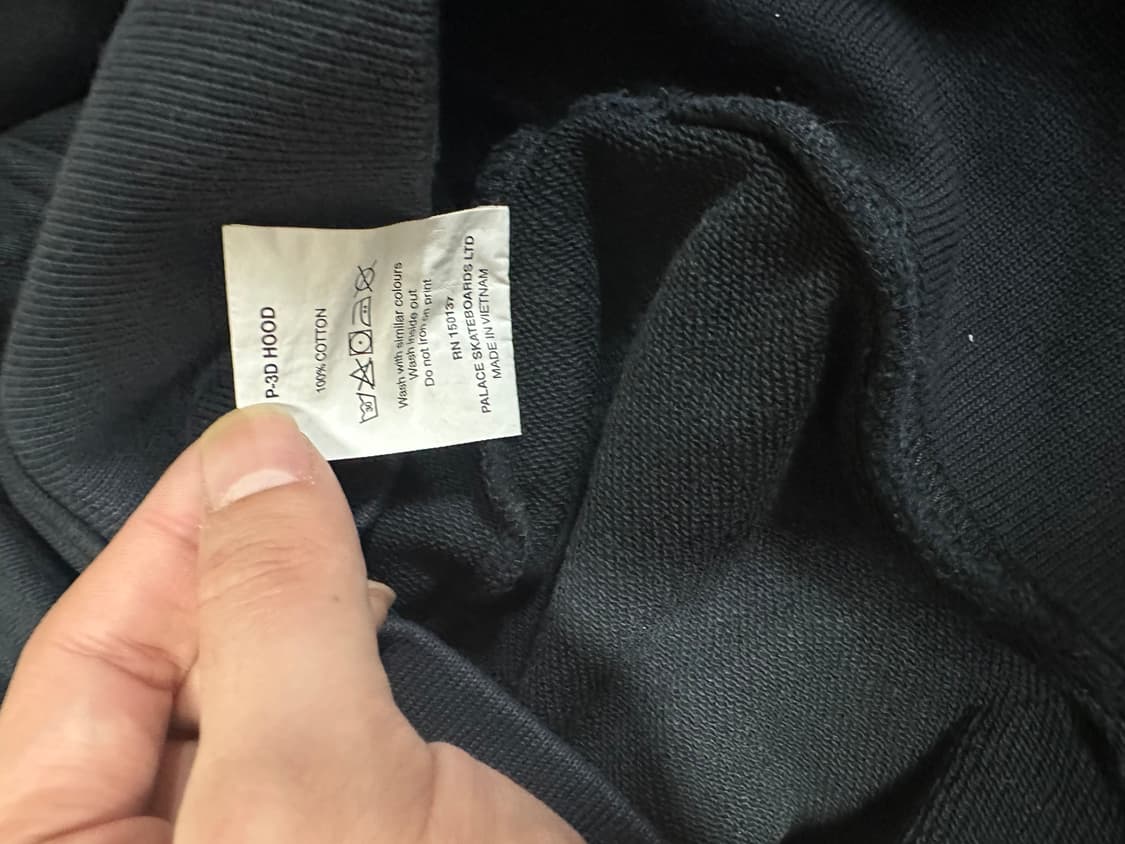 P-3D HOOD
100% COTTON
30
Wash with similar colours
Wash inside out
Do not iron on print
RN 150137
PALACE SKATEBOARDS LTD
MADE IN VIETNAM